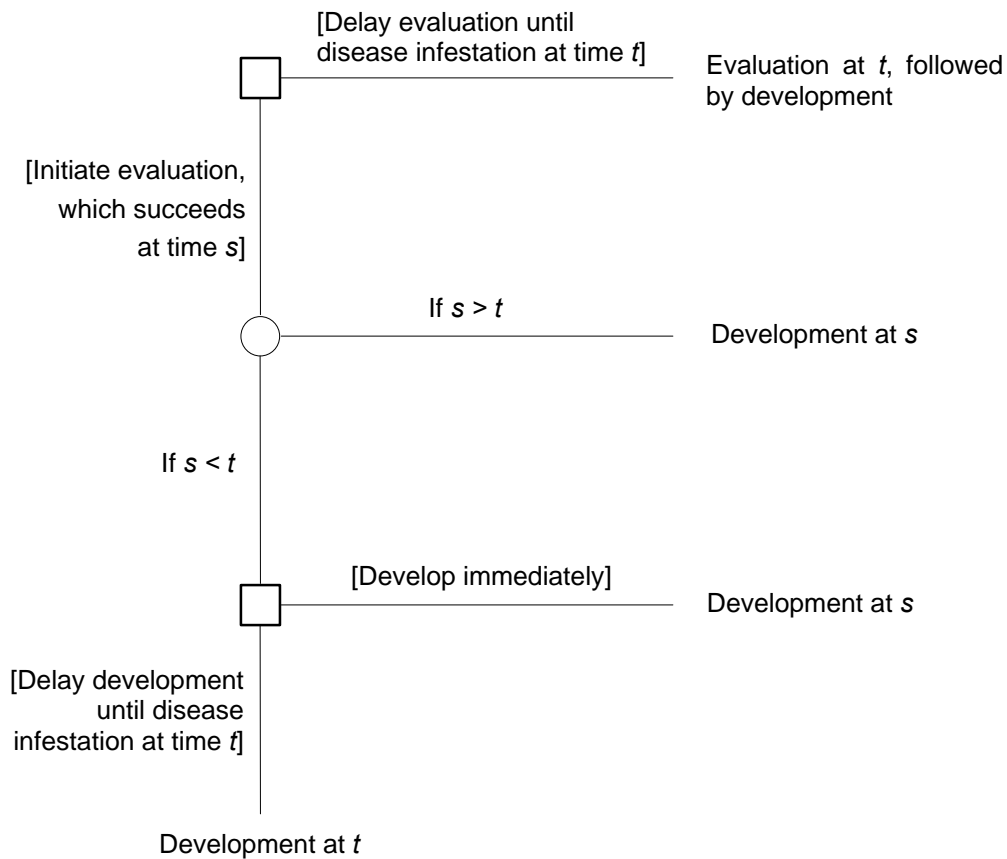 [Delay evaluation until
disease infestation at time t]
Evaluation at t, followed
by development
[Initiate evaluation,
which succeeds
at time s]
If s > t
Development at s
If s < t
[Develop immediately]
Development at s
[Delay development
until disease
infestation at time t]
Development at t